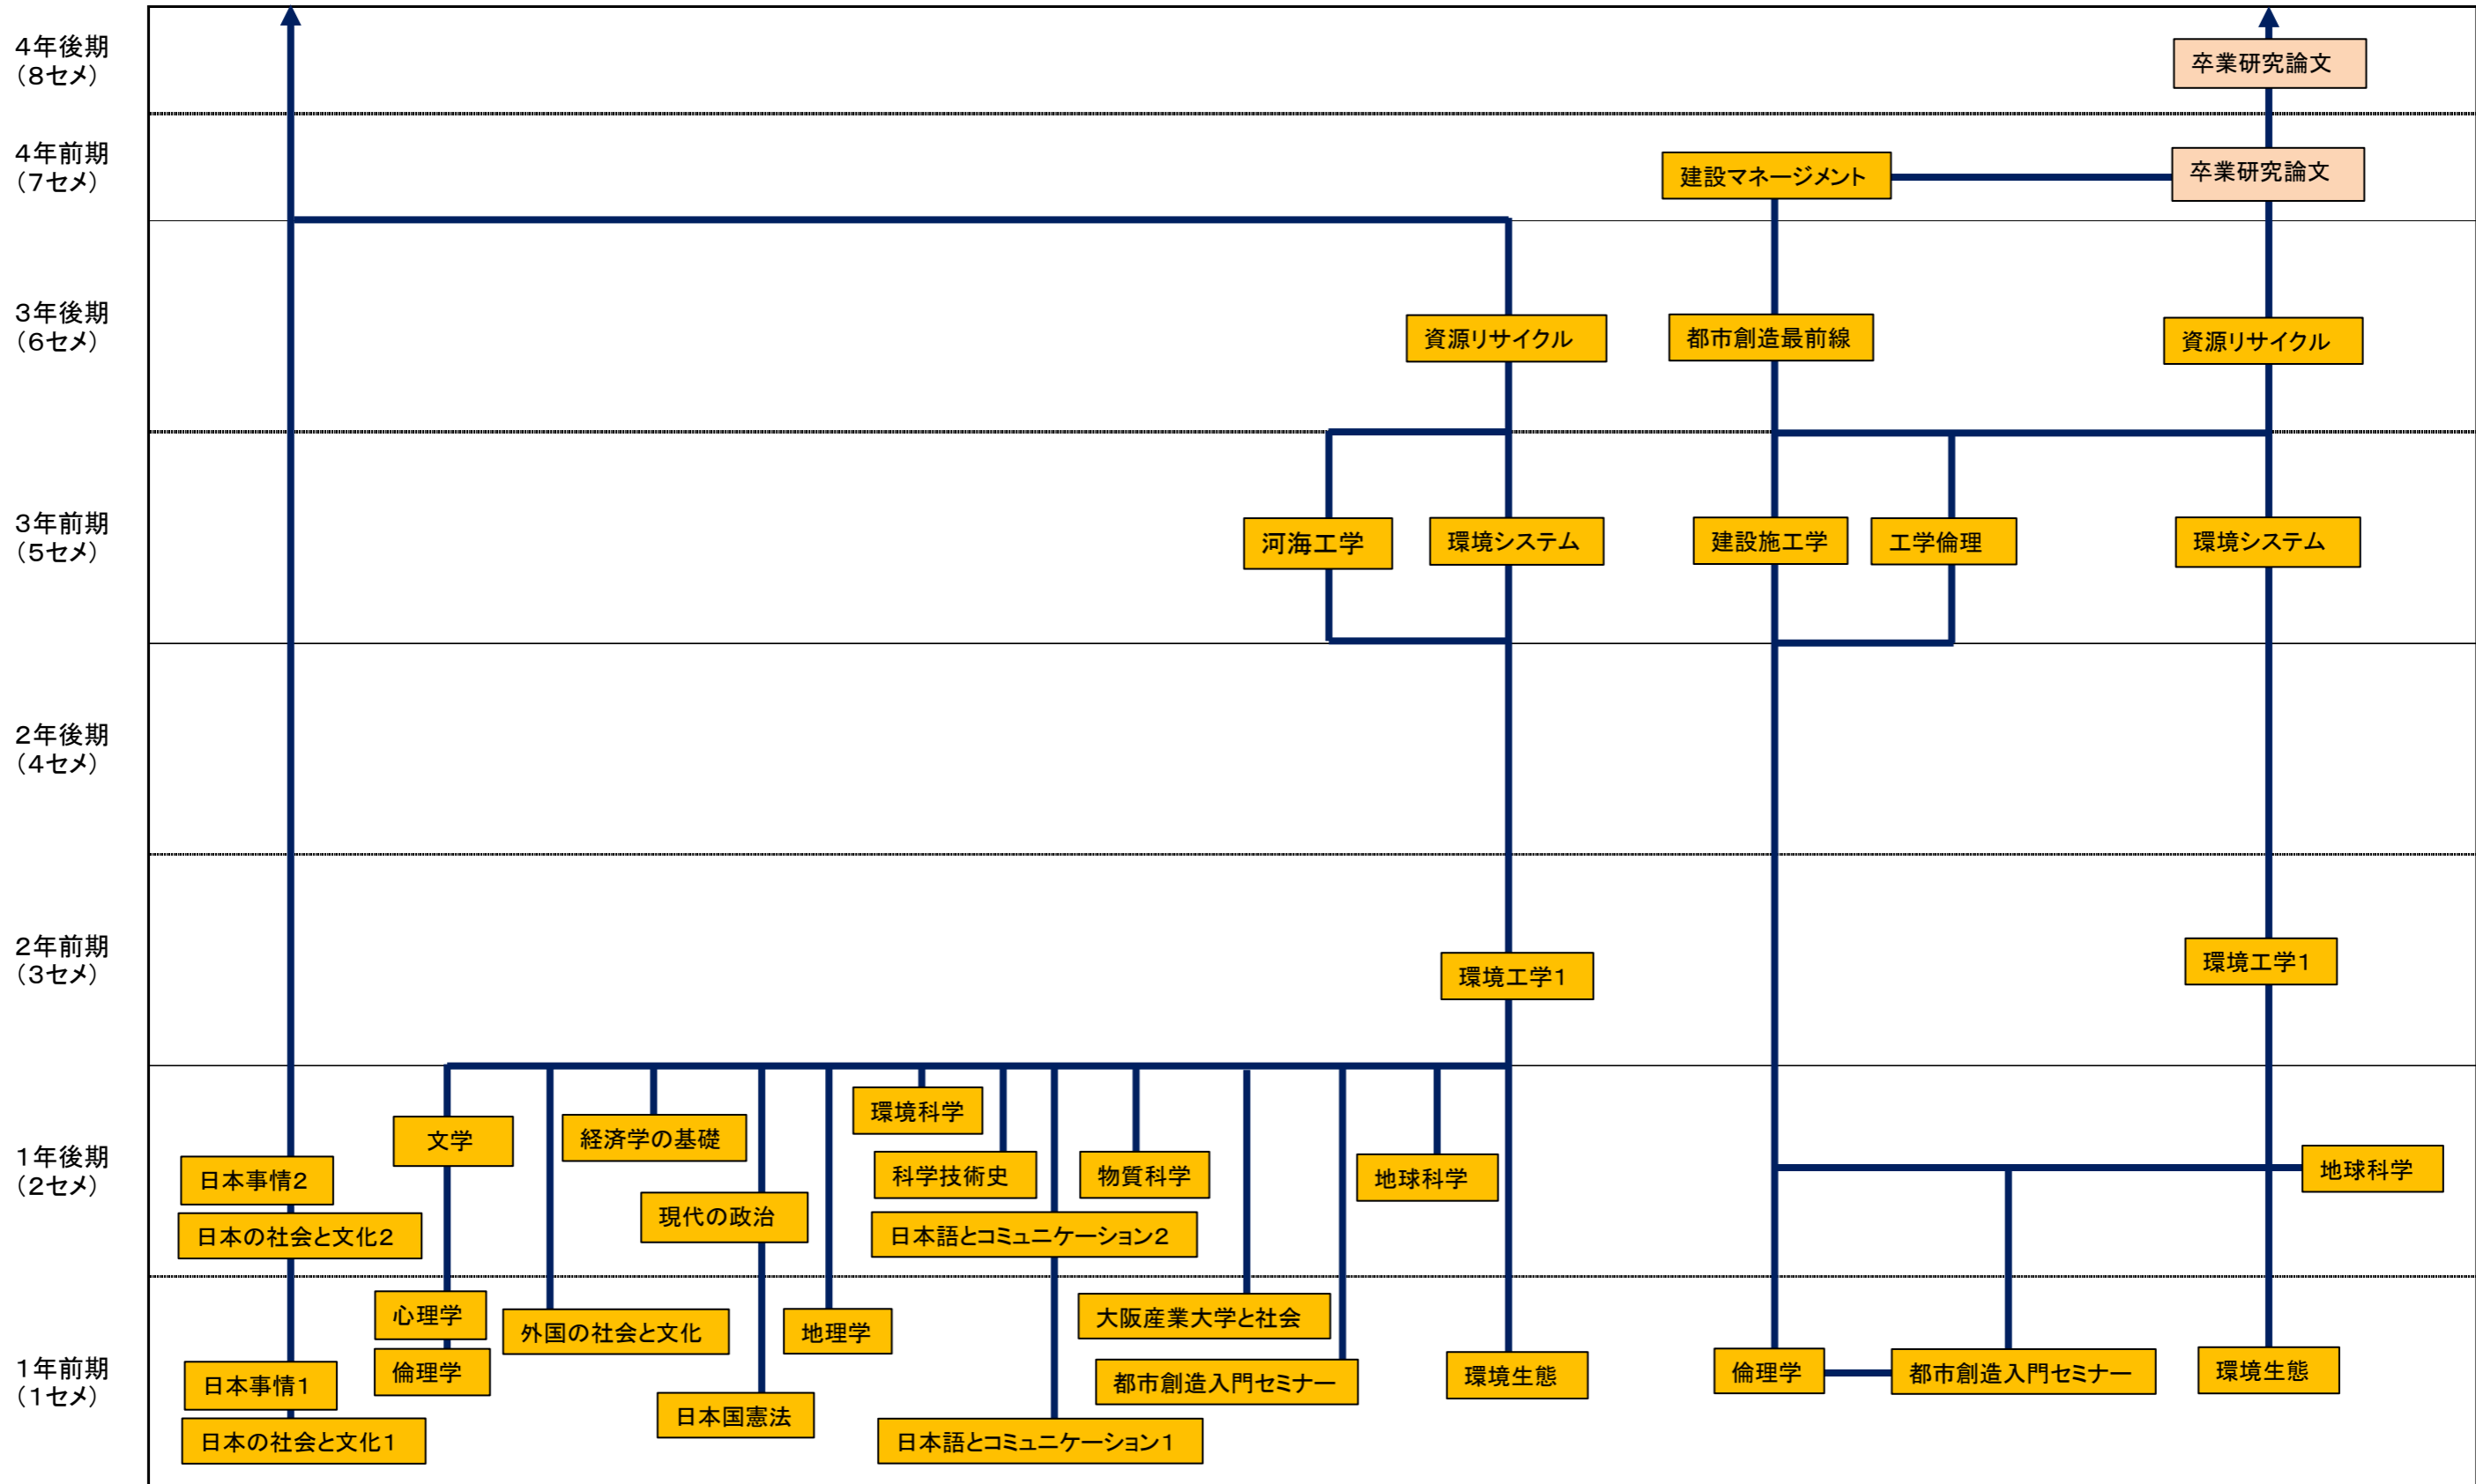 4年後期
(8セメ)
卒業研究論文
4年前期
(7セメ)
建設マネージメント
卒業研究論文
3年後期
(6セメ)
資源リサイクル
都市創造最前線
資源リサイクル
3年前期
(5セメ)
河海工学
環境システム
建設施工学
工学倫理
環境システム
2年後期
(4セメ)
2年前期
(3セメ)
環境工学1
環境工学1
1年後期
(2セメ)
日本事情2
日本の社会と文化2
文学
経済学の基礎
現代の政治
環境科学
科学技術史
日本語とコミュニケーション2
物質科学
地球科学
地球科学
1年前期
(1セメ)
日本事情1
日本の社会と文化1
心理学
倫理学
外国の社会と文化
日本国憲法
地理学
日本語とコミュニケーション1
大阪産業大学と社会
都市創造入門セミナー
環境生態
倫理学
都市創造入門セミナー
環境生態